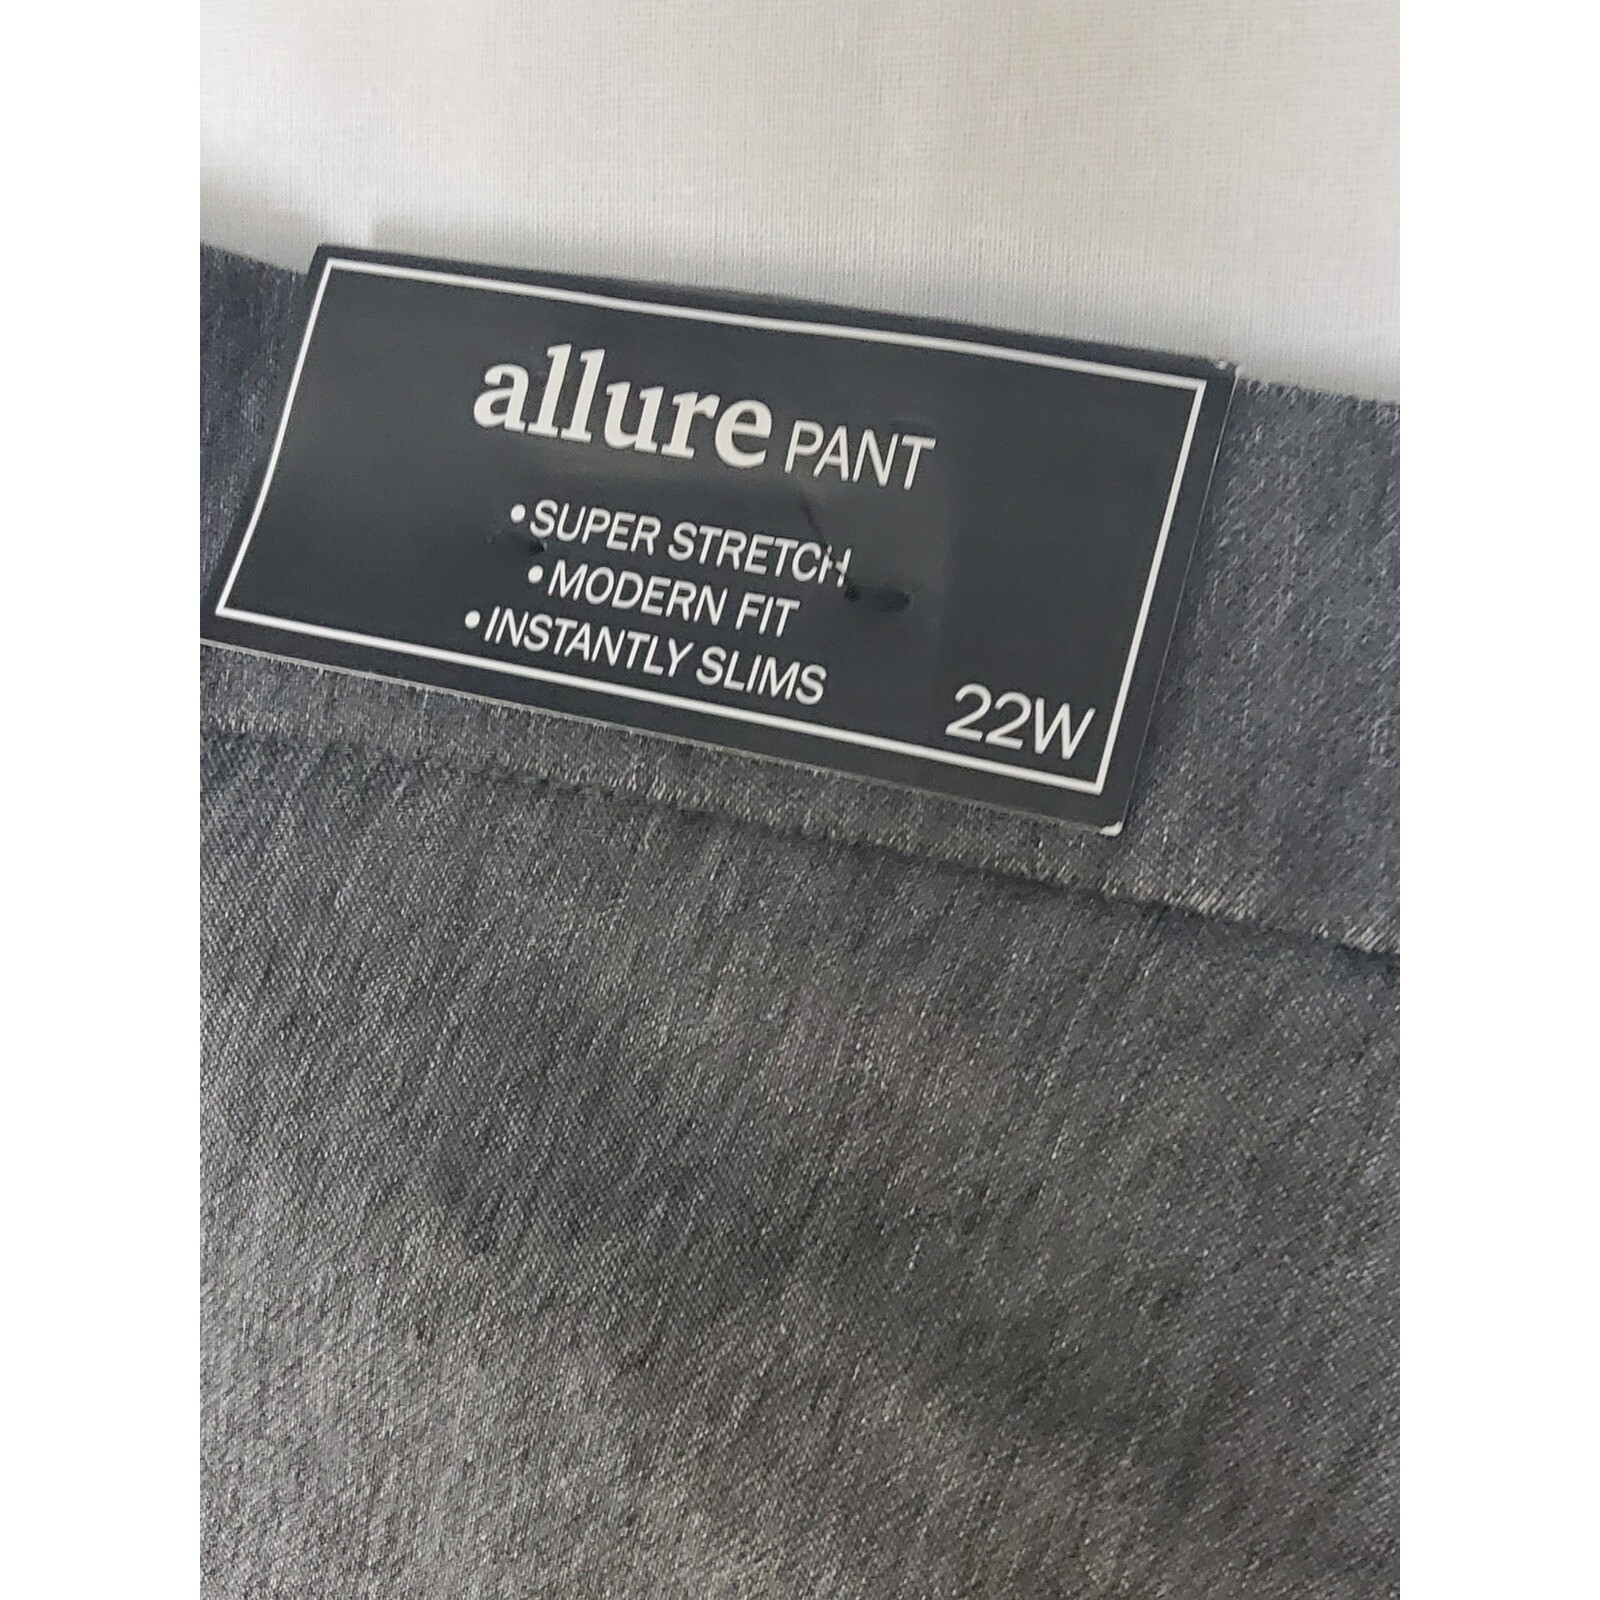 allure PANT
•SUPER STRETCH
•MODERN FIT
•INSTANTLY SLIMS
22W